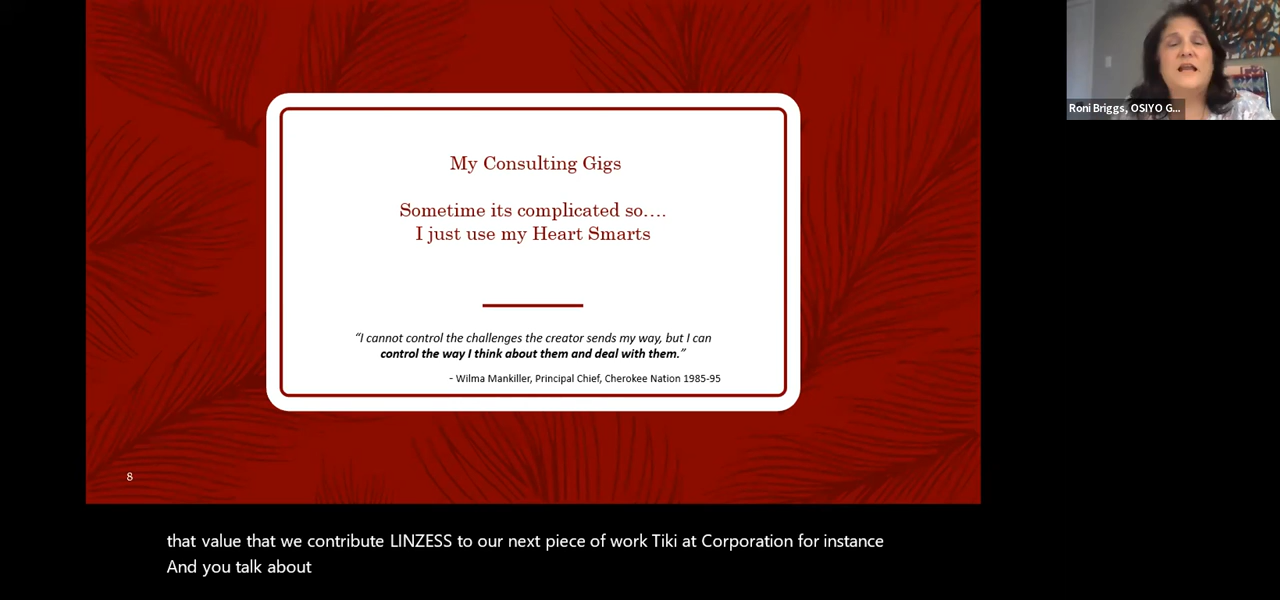 My Consulting Gigs
Sometime its complicated so....
I just use my Heart Smarts
“I cannot control the challenges the creator sends my way, but I can
control the way I think about them and deal with them.”
- Wilma Mankiller, Principal Chief, Cherokee Nation 1985-95
8
Roni Briggs, OSIYO G...
that value that we contribute LINZESS to our next piece of work Tiki at Corporation for instance
And you talk about